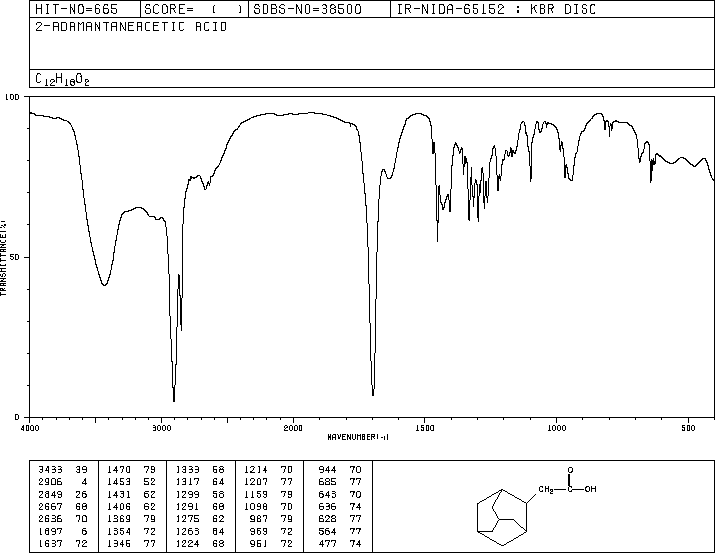 HIT-NO=665 SCORE= ( ) SDBS-NO=38500 IR-NIDA-65152 : KBR DISC
2-ADAMANTANEACETIC ACID
C12H18O2
100
50
0
TRANSMITTANCE(%)
4000 3000 2000 1500 1000 500
WAVENUMBER(-1)
3433 39 1470 79 1333 68 1214 70 944 70
2906 4 1453 52 1317 64 1207 77 685 77
2849 26 1431 62 1299 58 1159 79 643 70
2667 68 1406 62 1291 60 1098 70 636 74
2636 70 1369 79 1275 62 987 79 628 77
1697 6 1354 72 1263 64 969 72 564 77
1637 72 1346 77 1224 68 951 72 477 74
O
CH2 C OH